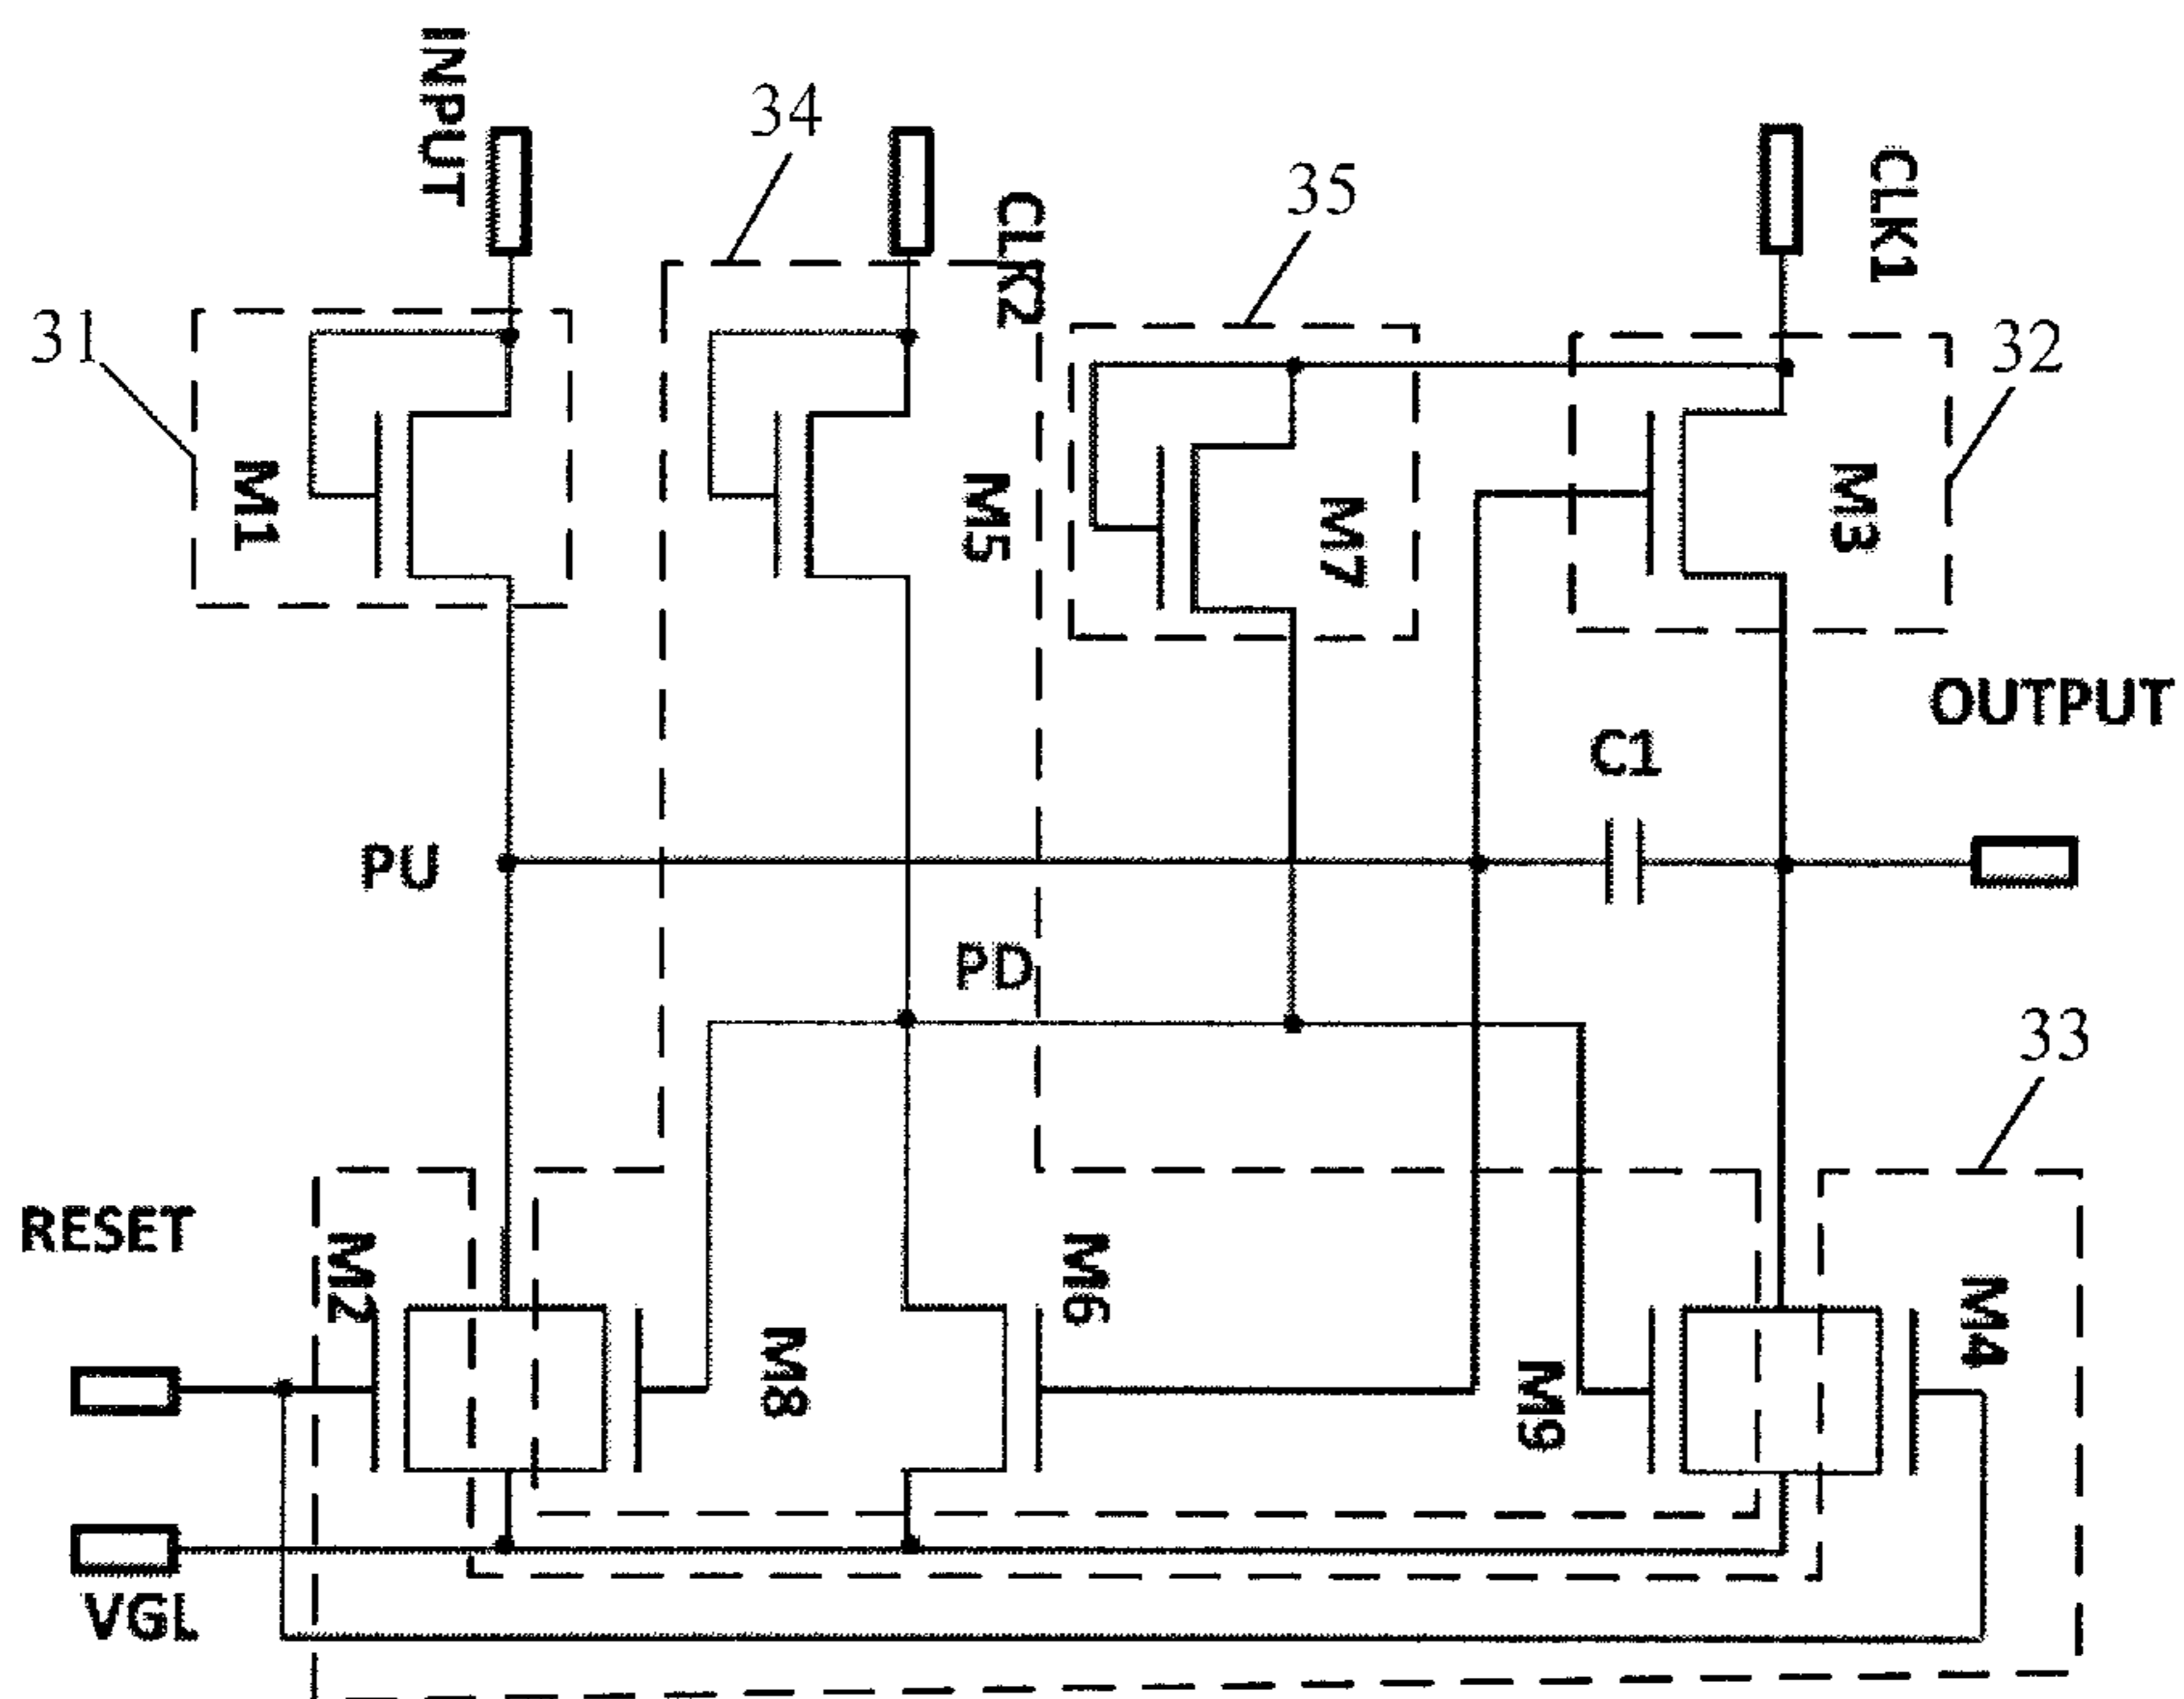 INPUT
34
CLK1
35
CLR2
31
32
M1
M5
M7
M3
OUTPUT
C1
PU
PD
33
RESET
M2
M6
M4
M8
M9
VGL